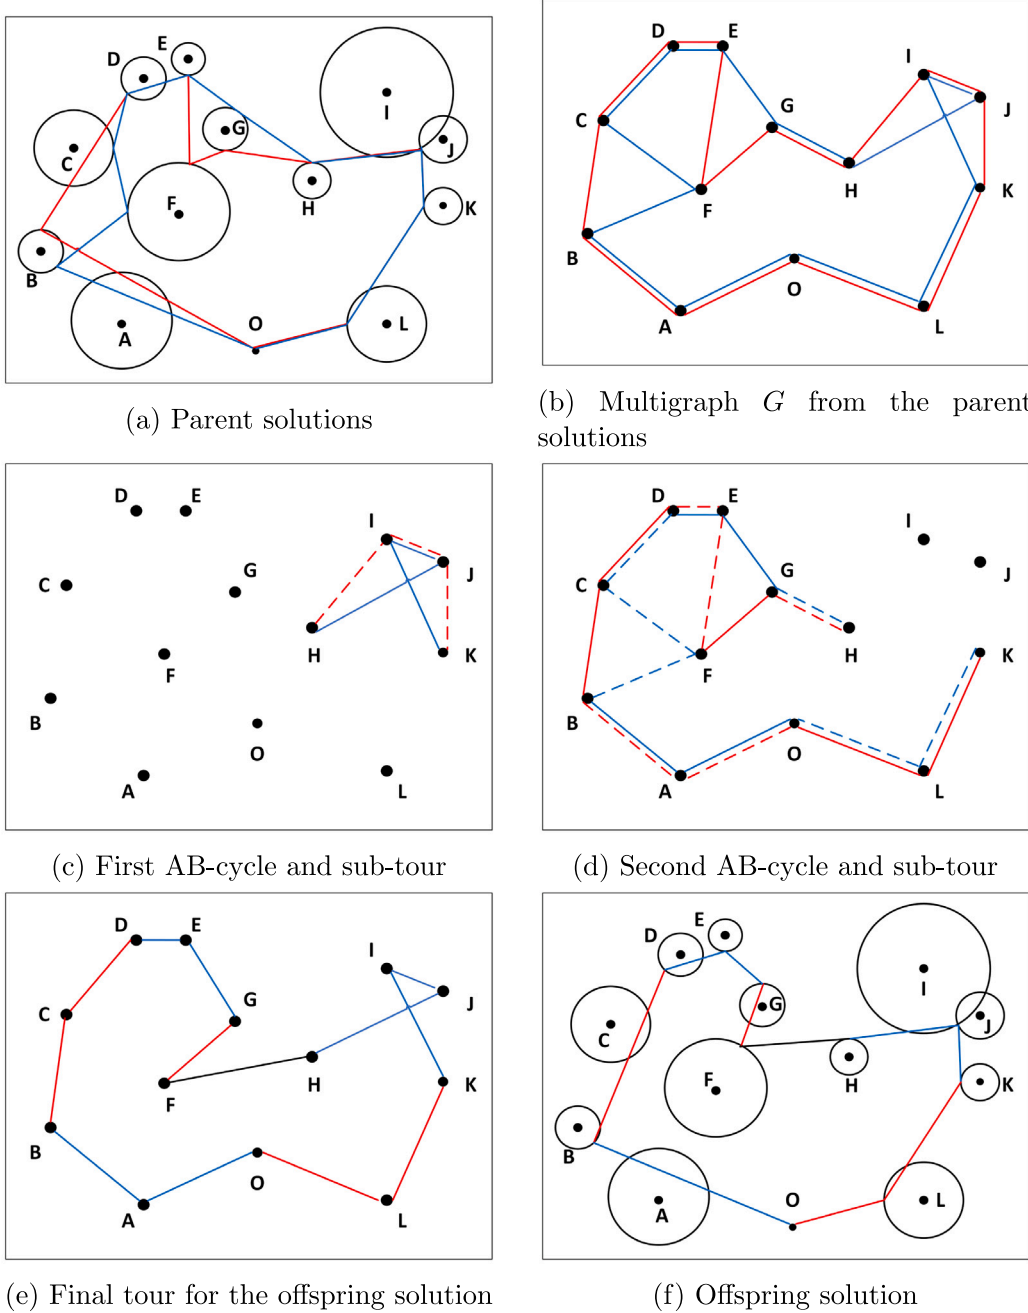 E
D
I
G
C
J
F
H
K
B
O
A
L
(a) Parent solutions
D
E
I
J
G
C
H
K
F
B
O
A
L
(b) Multigraph G from the parent
solutions
D
E
I
G
J
C
H
K
F
B
O
A
L
(c) First AB-cycle and sub-tour
D
E
I
G
J
C
H
K
F
B
O
A
L
(d) Second AB-cycle and sub-tour
D
E
I
G
J
C
H
K
F
B
O
A
L
(e) Final tour for the offspring solution
E
D
I
G
J
C
F
H
K
B
O
A
L
(f) Offspring solution